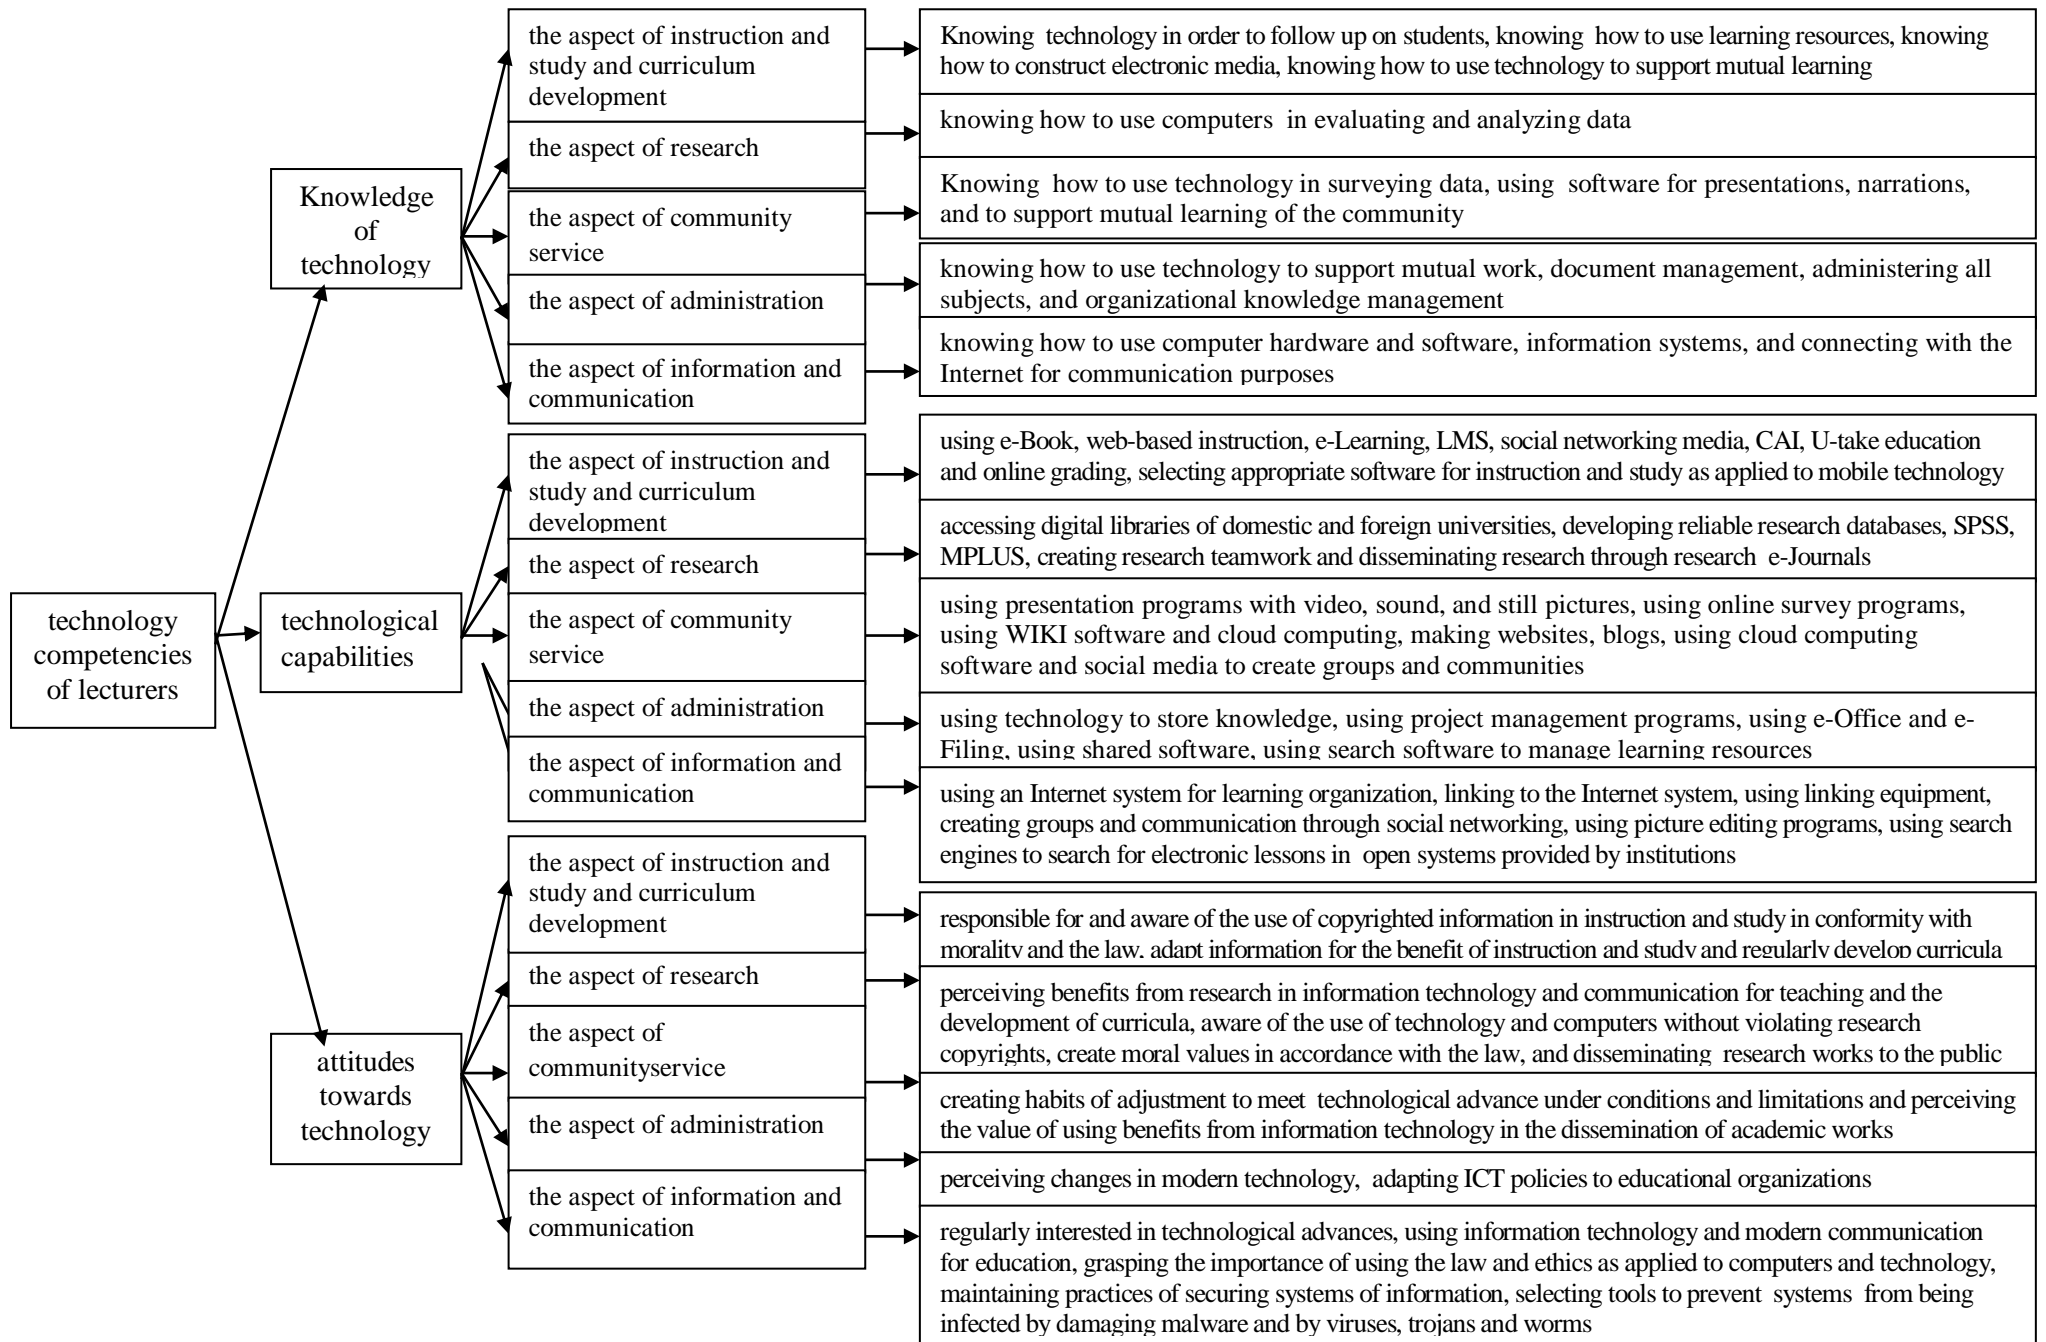 technology
competencies
of lecturers
Knowledge
of
technology
the aspect of instruction and
study and curriculum
development
Knowing technology in order to follow up on students, knowing how to use learning resources, knowing
how to construct electronic media, knowing how to use technology to support mutual learning
the aspect of research
knowing how to use computers in evaluating and analyzing data
the aspect of community
service
Knowing how to use technology in surveying data, using software for presentations, narrations,
and to support mutual learning of the community
the aspect of administration
knowing how to use technology to support mutual work, document management, administering all
subjects, and organizational knowledge management
the aspect of information and
communication
knowing how to use computer hardware and software, information systems, and connecting with the
Internet for communication purposes
technological
capabilities
the aspect of instruction and
study and curriculum
development
using e-Book, web-based instruction, e-Learning, LMS, social networking media, CAI, U-take education
and online grading, selecting appropriate software for instruction and study as applied to mobile technology
the aspect of research
accessing digital libraries of domestic and foreign universities, developing reliable research databases, SPSS,
MPLUS, creating research teamwork and disseminating research through research e-Journals
the aspect of community
service
using presentation programs with video, sound, and still pictures, using online survey programs,
using WIKI software and cloud computing, making websites, blogs, using cloud computing
software and social media to create groups and communities
the aspect of administration
using technology to store knowledge, using project management programs, using e-Office and e-
Filing, using shared software, using search software to manage learning resources
the aspect of information and
communication
using an Internet system for learning organization, linking to the Internet system, using linking equipment,
creating groups and communication through social networking, using picture editing programs, using search
engines to search for electronic lessons in open systems provided by institutions
attitudes
towards
technology
the aspect of instruction and
study and curriculum
development
responsible for and aware of the use of copyrighted information in instruction and study in conformity with
morality and the law, adapt information for the benefit of instruction and study and regularly develop curricula
the aspect of research
perceiving benefits from research in information technology and communication for teaching and the
development of curricula, aware of the use of technology and computers without violating research
copyrights, create moral values in accordance with the law, and disseminating research works to the public
the aspect of
communityservice
creating habits of adjustment to meet technological advance under conditions and limitations and perceiving
the value of using benefits from information technology in the dissemination of academic works
the aspect of administration
perceiving changes in modern technology, adapting ICT policies to educational organizations
the aspect of information and
communication
regularly interested in technological advances, using information technology and modern communication
for education, grasping the importance of using the law and ethics as applied to computers and technology,
maintaining practices of securing systems of information, selecting tools to prevent systems from being
infected by damaging malware and by viruses, trojans and worms